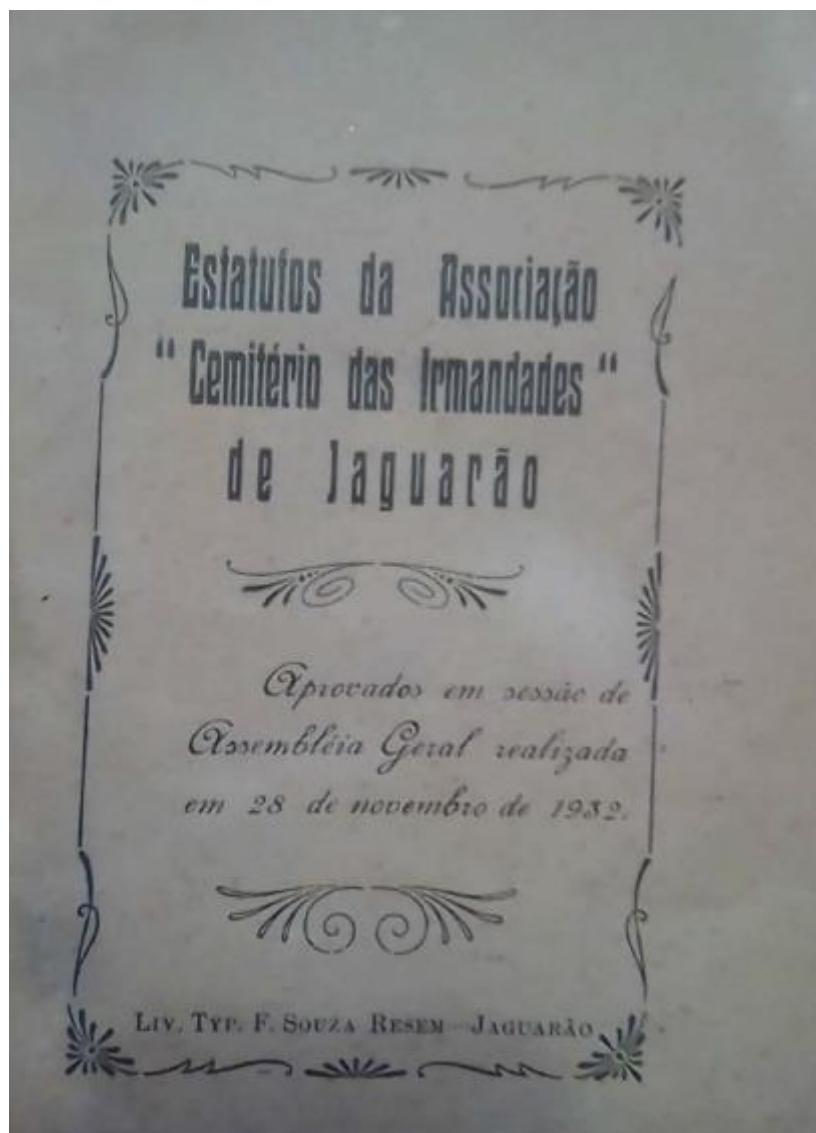 Estatutos da Associação
“ Cemitério das Irmandades “
de Jaguarão
Aprovados em sessão de
Assembléia Geral realizada
em 28 de novembro de 1932.
Liv. Typ. F. Souza Resem — Jaguarão